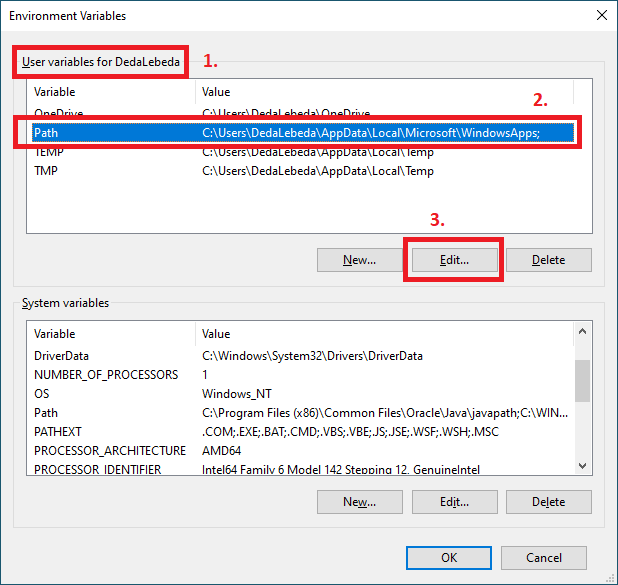 Environment Variables
User variables for DedaLebeda 1.
Variable Value
2.
OneDrive C:\Users\DedaLebeda\OneDrive
Path C:\Users\DedaLebeda\AppData\Local\Microsoft\WindowsApps;
TEMP C:\Users\DedaLebeda\AppData\Local\Temp
TMP C:\Users\DedaLebeda\AppData\Local\Temp
3.
New... Edit... Delete
System variables
Variable Value
DriverData C:\Windows\System32\Drivers\DriverData
NUMBER_OF_PROCESSORS 1
OS Windows_NT
Path C:\Program Files (x86)\Common Files\Oracle\Java\javapath;C:\WIN...
PATHEXT .COM;.EXE;.BAT;.CMD;.VBS;.VBE;.JS;.JSE;.WSF;.WSH;.MSC
PROCESSOR_ARCHITECTURE AMD64
PROCESSOR_IDENTIFIER Intel64 Family 6 Model 142 Stepping 12, GenuineIntel
New... Edit... Delete
OK Cancel